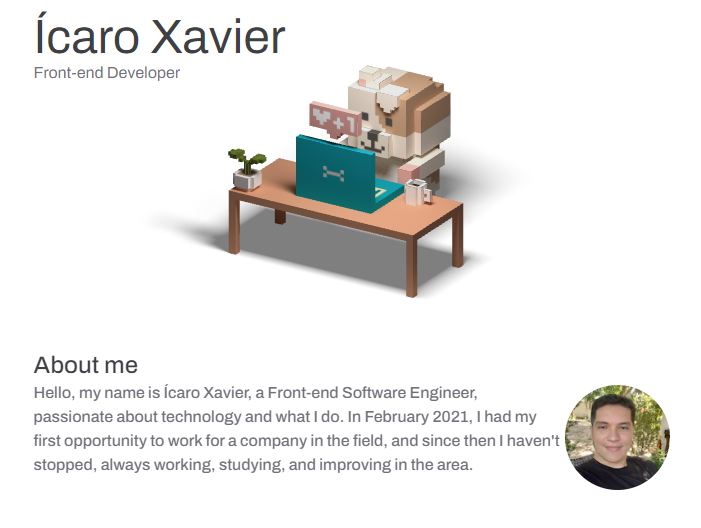 Ícaro Xavier
Front-end Developer
+1
About me
Hello, my name is Ícaro Xavier, a Front-end Software Engineer,
passionate about technology and what I do. In February 2021, I had my
first opportunity to work for a company in the field, and since then I haven't
stopped, always working, studying, and improving in the area.